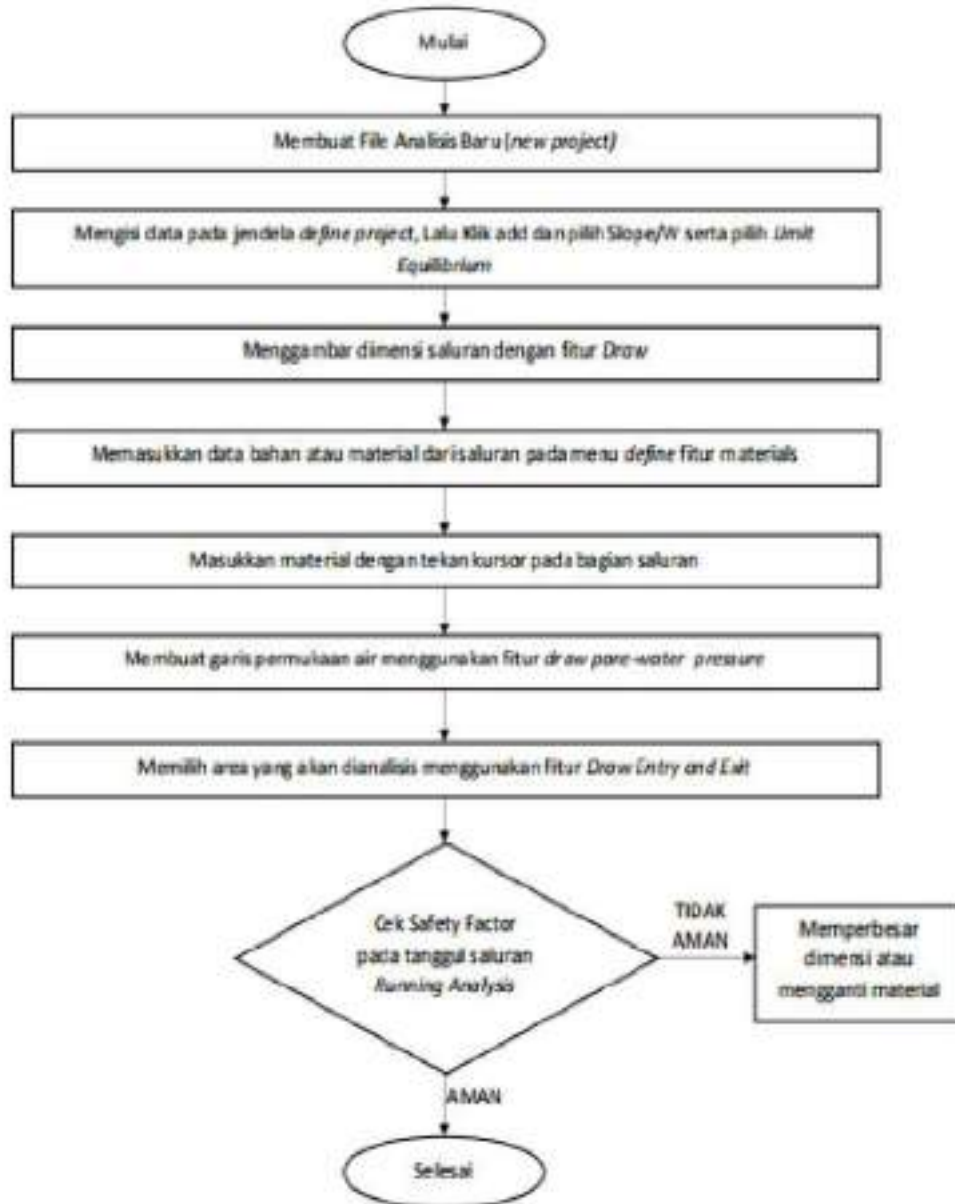 Mulai
Membuat File Analisis Baru (new project)
Mengisi data pada jendela define project, Lalu Klik add dan pilih Slope/W serta pilih Limit
Equilibrium
Menggambar dimensi saluran dengan fitur Draw
Memasukkan data bahan atau material dari saluran pada menu define fitur materials
Masukkan material dengan tekan kursor pada bagian saluran
Membuat garis permukaan air menggunakan fitur draw pore-water pressure
Memilih area yang akan dianalisis menggunakan fitur Draw Entry and Exit
Cek Safety Factor
pada tanggul saluran
Running Analysis
TIDAK
AMAN
Memperbesar
dimensi atau
mengganti material
AMAN
Selesai